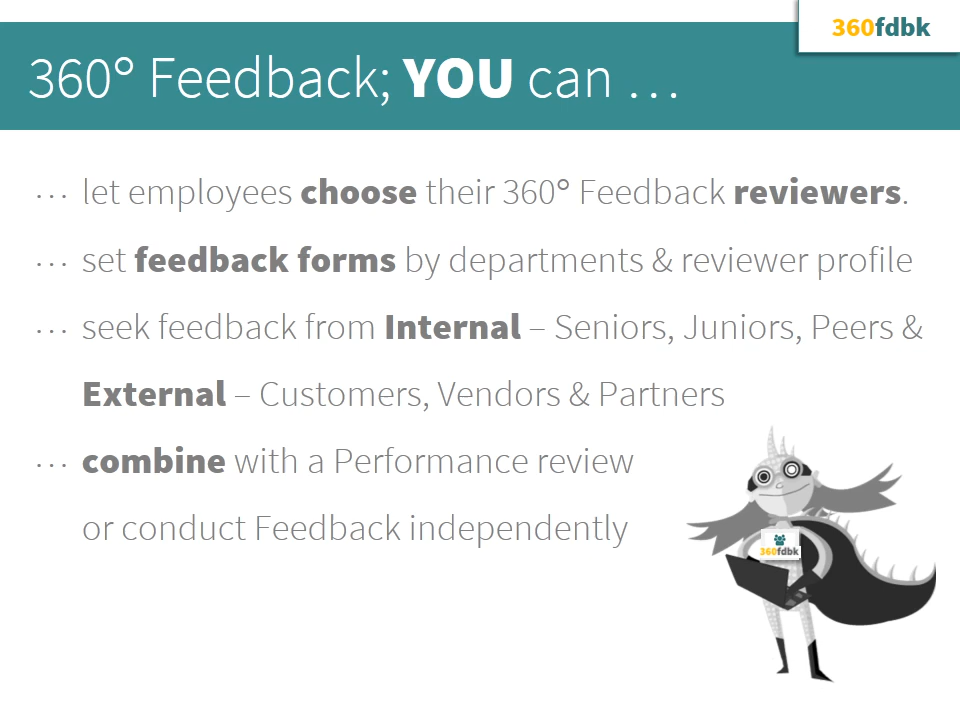 360fdbk
360° Feedback; YOU can …
… let employees choose their 360° Feedback reviewers.
… set feedback forms by departments & reviewer profile
… seek feedback from Internal – Seniors, Juniors, Peers &
External – Customers, Vendors & Partners
… combine with a Performance review
or conduct Feedback independently
360fdbk